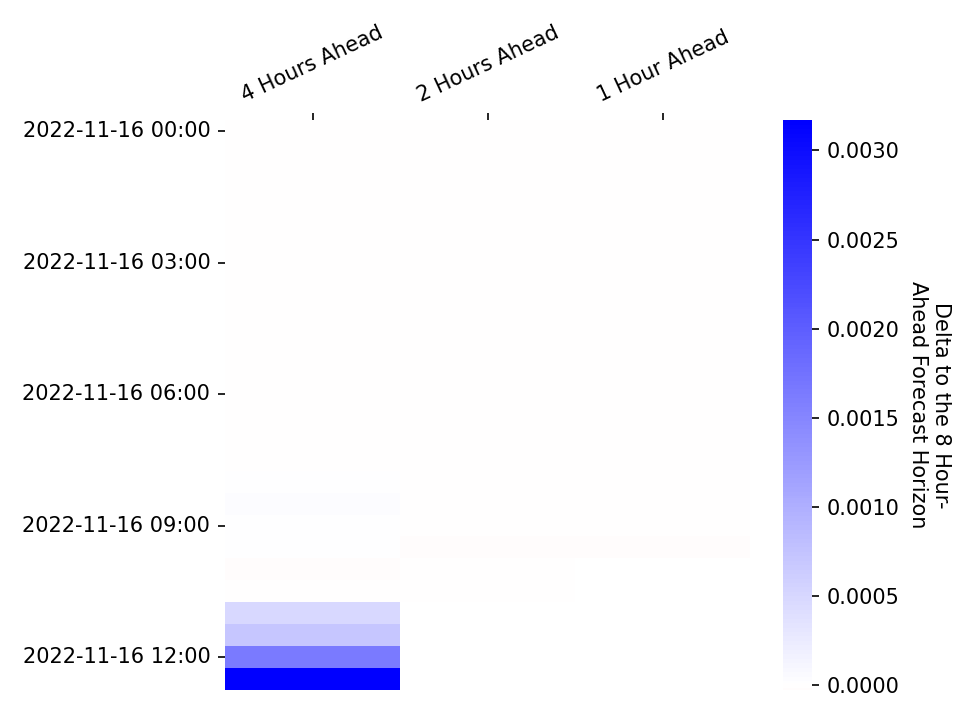 4 Hours Ahead
2 Hours Ahead
1 Hour Ahead
2022-11-16 00:00
2022-11-16 03:00
2022-11-16 06:00
2022-11-16 09:00
2022-11-16 12:00
0.0030
0.0025
0.0020
0.0015
0.0010
0.0005
0.0000
Delta to the 8 Hour-
Ahead Forecast Horizon